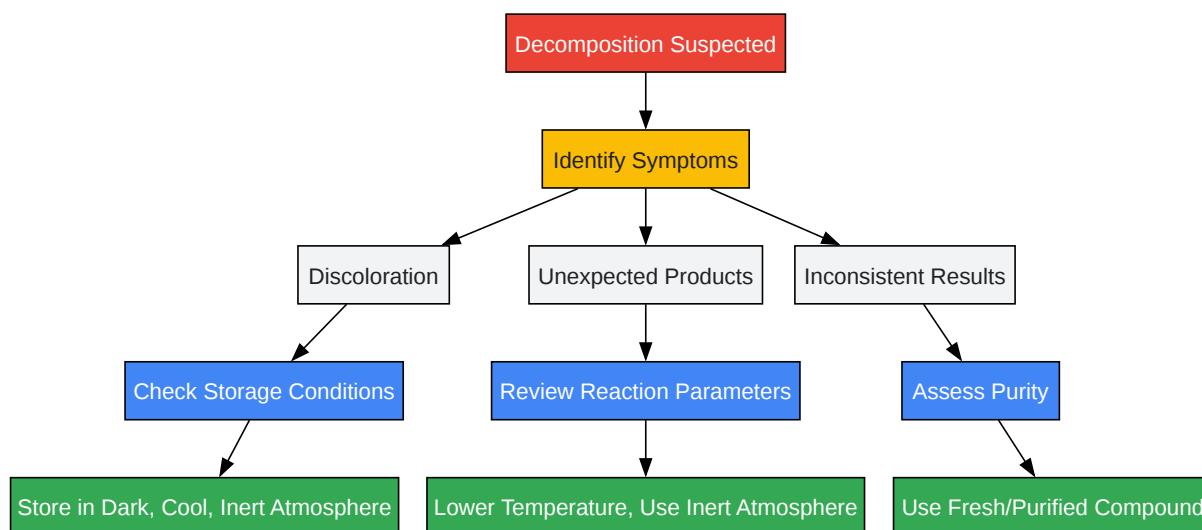 Decomposition Suspected
Identify Symptoms
Discoloration
Unexpected Products
Inconsistent Results
Check Storage Conditions
Review Reaction Parameters
Assess Purity
Store in Dark, Cool, Inert Atmosphere
Lower Temperature, Use Inert Atmosphere
Use Fresh/Purified Compound